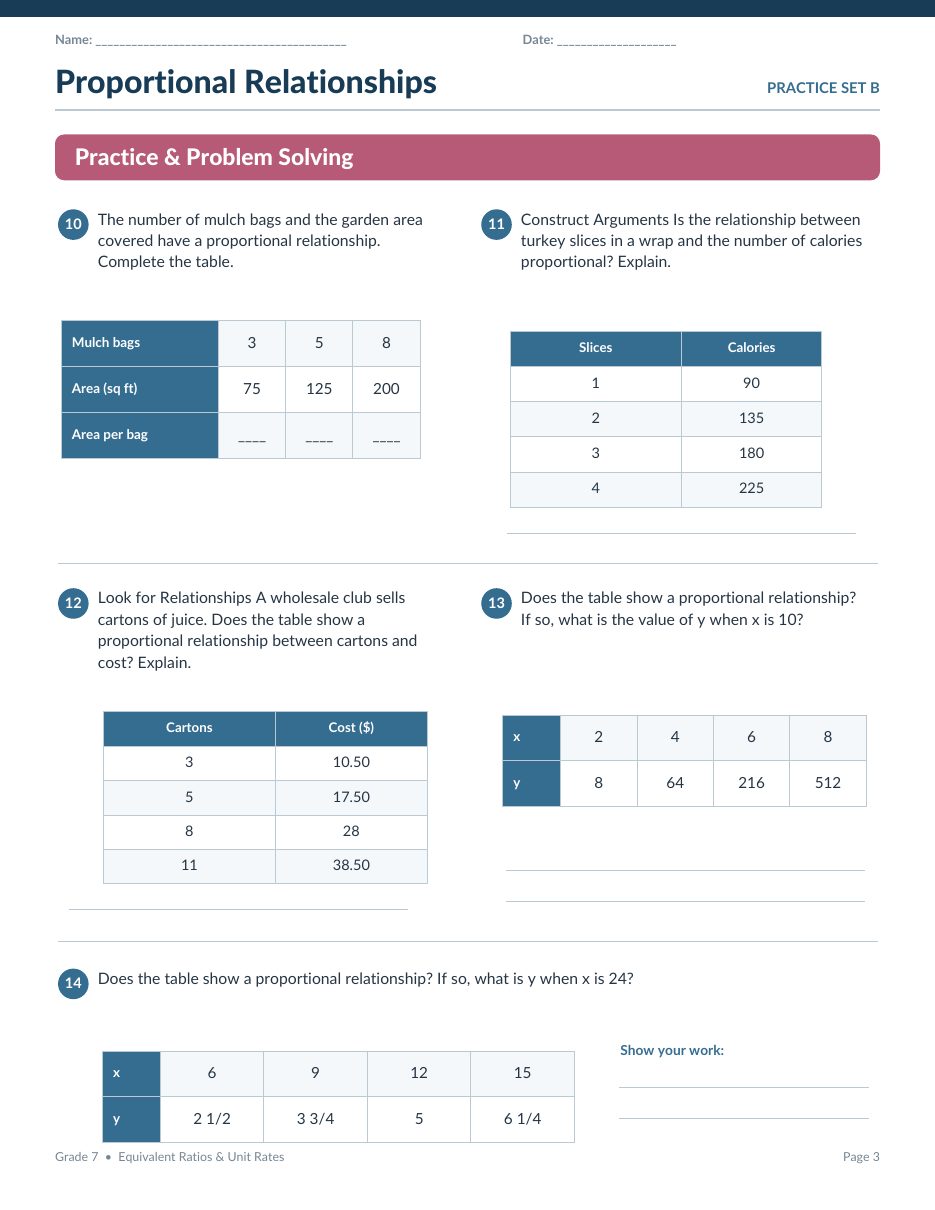 Name: __________________________________________ Date: ____________________
Proportional Relationships
PRACTICE SET B
Practice & Problem Solving
10
The number of mulch bags and the garden area
covered have a proportional relationship.
Complete the table.
Mulch bags 3 5 8
Area (sq ft) 75 125 200
Area per bag ____ ____ ____
11
Construct Arguments Is the relationship between
turkey slices in a wrap and the number of calories
proportional? Explain.
Slices Calories
1 90
2 135
3 180
4 225
12
Look for Relationships A wholesale club sells
cartons of juice. Does the table show a
proportional relationship between cartons and
cost? Explain.
Cartons Cost ($)
3 10.50
5 17.50
8 28
11 38.50
13
Does the table show a proportional relationship?
If so, what is the value of y when x is 10?
x 2 4 6 8
y 8 64 216 512
14
Does the table show a proportional relationship? If so, what is y when x is 24?
x 6 9 12 15
y 2 1/2 3 3/4 5 6 1/4
Show your work:
Grade 7 • Equivalent Ratios & Unit Rates
Page 3